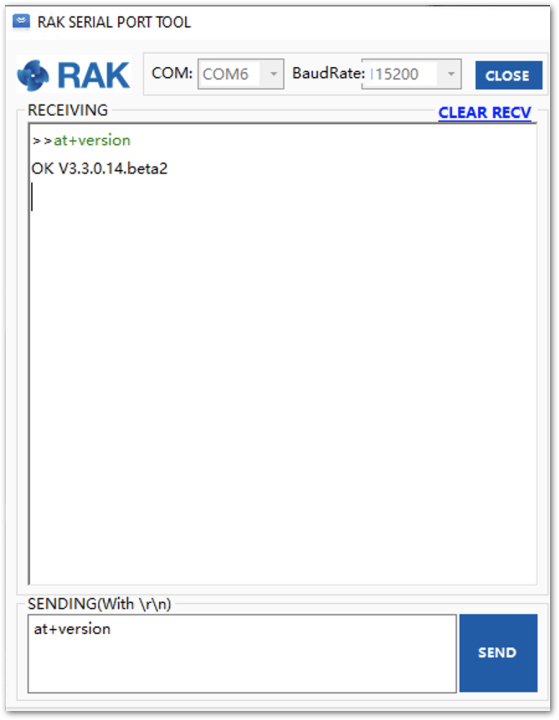 RAK SERIAL PORT TOOL
RAK COM: COM6 BaudRate: 115200 CLOSE
RECEIVING CLEAR RECV
>>at+version
OK V3.3.0.14.beta2
SENDING(With \r\n)
at+version
SEND